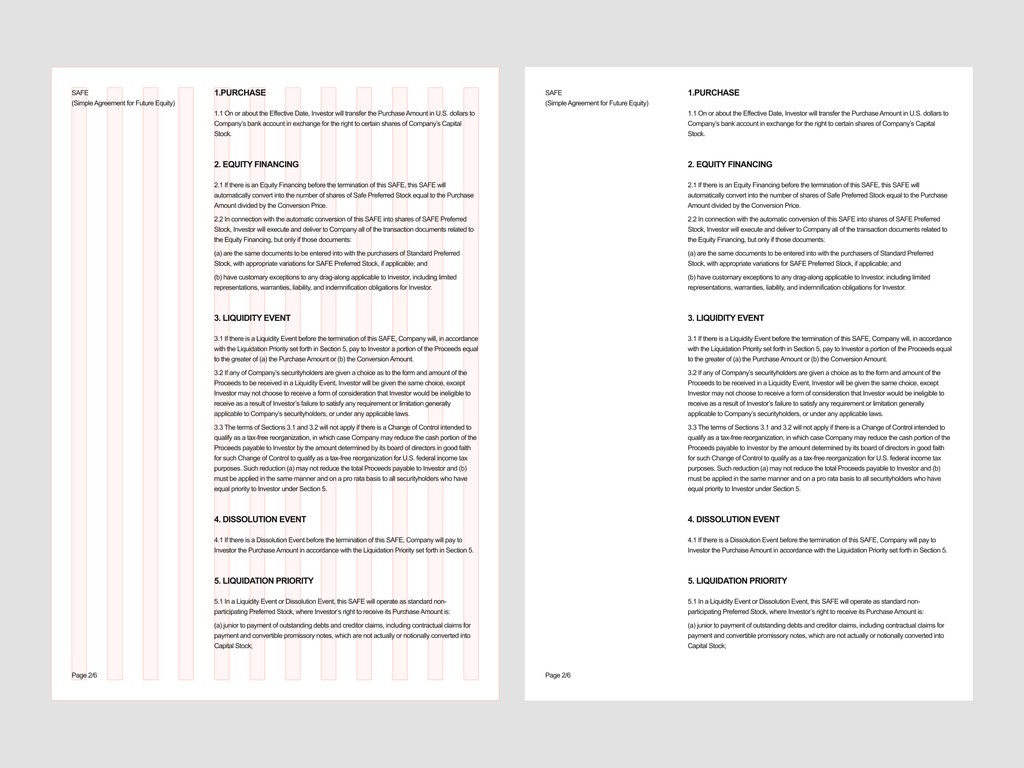 SAFE
(Simple Agreement for Future Equity)
1.PURCHASE
1.1 On or about the Effective Date, Investor will transfer the Purchase Amount in U.S. dollars to
Company's bank account in exchange for the right to certain shares of Company's Capital
Stock.
2. EQUITY FINANCING
2.1 If there is an Equity Financing before the termination of this SAFE, this SAFE will
automatically convert into the number of shares of Safe Preferred Stock equal to the Purchase
Amount divided by the Conversion Price.
2.2 In connection with the automatic conversion of this SAFE into shares of SAFE Preferred
Stock, Investor will execute and deliver to Company all of the transaction documents related to
the Equity Financing, but only if those documents:
(a) are the same documents to be entered into with the purchasers of Standard Preferred
Stock, with appropriate variations for SAFE Preferred Stock, if applicable; and
(b) have customary exceptions to any drag-along applicable to Investor, including limited
representations, warranties, liability, and indemnification obligations for Investor.
3. LIQUIDITY EVENT
3.1 If there is a Liquidity Event before the termination of this SAFE, Company will, in accordance
with the Liquidation Priority set forth in Section 5, pay to Investor a portion of the Proceeds equal
to the greater of (a) the Purchase Amount or (b) the Conversion Amount.
3.2 If any of Company's securityholders are given a choice as to the form and amount of the
Proceeds to be received in a Liquidity Event, Investor will be given the same choice, except
Investor may not choose to receive a form of consideration that Investor would be ineligible to
receive as a result of Investor's failure to satisfy any requirement or limitation generally
applicable to Company's securityholders, or under any applicable laws.
3.3 The terms of Sections 3.1 and 3.2 will not apply if there is a Change of Control intended to
qualify as a tax-free reorganization, in which case Company may reduce the cash portion of the
Proceeds payable to Investor by the amount determined by its board of directors in good faith
for such Change of Control to qualify as a tax-free reorganization for U.S. federal income tax
purposes. Such reduction (a) may not reduce the total Proceeds payable to Investor and (b)
must be applied in the same manner and on a pro rata basis to all securityholders who have
equal priority to Investor under Section 5.
4. DISSOLUTION EVENT
4.1 If there is a Dissolution Event before the termination of this SAFE, Company will pay to
Investor the Purchase Amount in accordance with the Liquidation Priority set forth in Section 5.
5. LIQUIDATION PRIORITY
5.1 In a Liquidity Event or Dissolution Event, this SAFE will operate as standard non-
participating Preferred Stock, where Investor's right to receive its Purchase Amount is:
(a) junior to payment of outstanding debts and creditor claims, including contractual claims for
payment and convertible promissory notes, which are not actually or notionally converted into
Capital Stock;
Page 2/6
SAFE
(Simple Agreement for Future Equity)
1.PURCHASE
1.1 On or about the Effective Date, Investor will transfer the Purchase Amount in U.S. dollars to
Company's bank account in exchange for the right to certain shares of Company's Capital
Stock.
2. EQUITY FINANCING
2.1 If there is an Equity Financing before the termination of this SAFE, this SAFE will
automatically convert into the number of shares of Safe Preferred Stock equal to the Purchase
Amount divided by the Conversion Price.
2.2 In connection with the automatic conversion of this SAFE into shares of SAFE Preferred
Stock, Investor will execute and deliver to Company all of the transaction documents related to
the Equity Financing, but only if those documents:
(a) are the same documents to be entered into with the purchasers of Standard Preferred
Stock, with appropriate variations for SAFE Preferred Stock, if applicable; and
(b) have customary exceptions to any drag-along applicable to Investor, including limited
representations, warranties, liability, and indemnification obligations for Investor.
3. LIQUIDITY EVENT
3.1 If there is a Liquidity Event before the termination of this SAFE, Company will, in accordance
with the Liquidation Priority set forth in Section 5, pay to Investor a portion of the Proceeds equal
to the greater of (a) the Purchase Amount or (b) the Conversion Amount.
3.2 If any of Company's securityholders are given a choice as to the form and amount of the
Proceeds to be received in a Liquidity Event, Investor will be given the same choice, except
Investor may not choose to receive a form of consideration that Investor would be ineligible to
receive as a result of Investor's failure to satisfy any requirement or limitation generally
applicable to Company's securityholders, or under any applicable laws.
3.3 The terms of Sections 3.1 and 3.2 will not apply if there is a Change of Control intended to
qualify as a tax-free reorganization, in which case Company may reduce the cash portion of the
Proceeds payable to Investor by the amount determined by its board of directors in good faith
for such Change of Control to qualify as a tax-free reorganization for U.S. federal income tax
purposes. Such reduction (a) may not reduce the total Proceeds payable to Investor and (b)
must be applied in the same manner and on a pro rata basis to all securityholders who have
equal priority to Investor under Section 5.
4. DISSOLUTION EVENT
4.1 If there is a Dissolution Event before the termination of this SAFE, Company will pay to
Investor the Purchase Amount in accordance with the Liquidation Priority set forth in Section 5.
5. LIQUIDATION PRIORITY
5.1 In a Liquidity Event or Dissolution Event, this SAFE will operate as standard non-
participating Preferred Stock, where Investor's right to receive its Purchase Amount is:
(a) junior to payment of outstanding debts and creditor claims, including contractual claims for
payment and convertible promissory notes, which are not actually or notionally converted into
Capital Stock;
Page 2/6